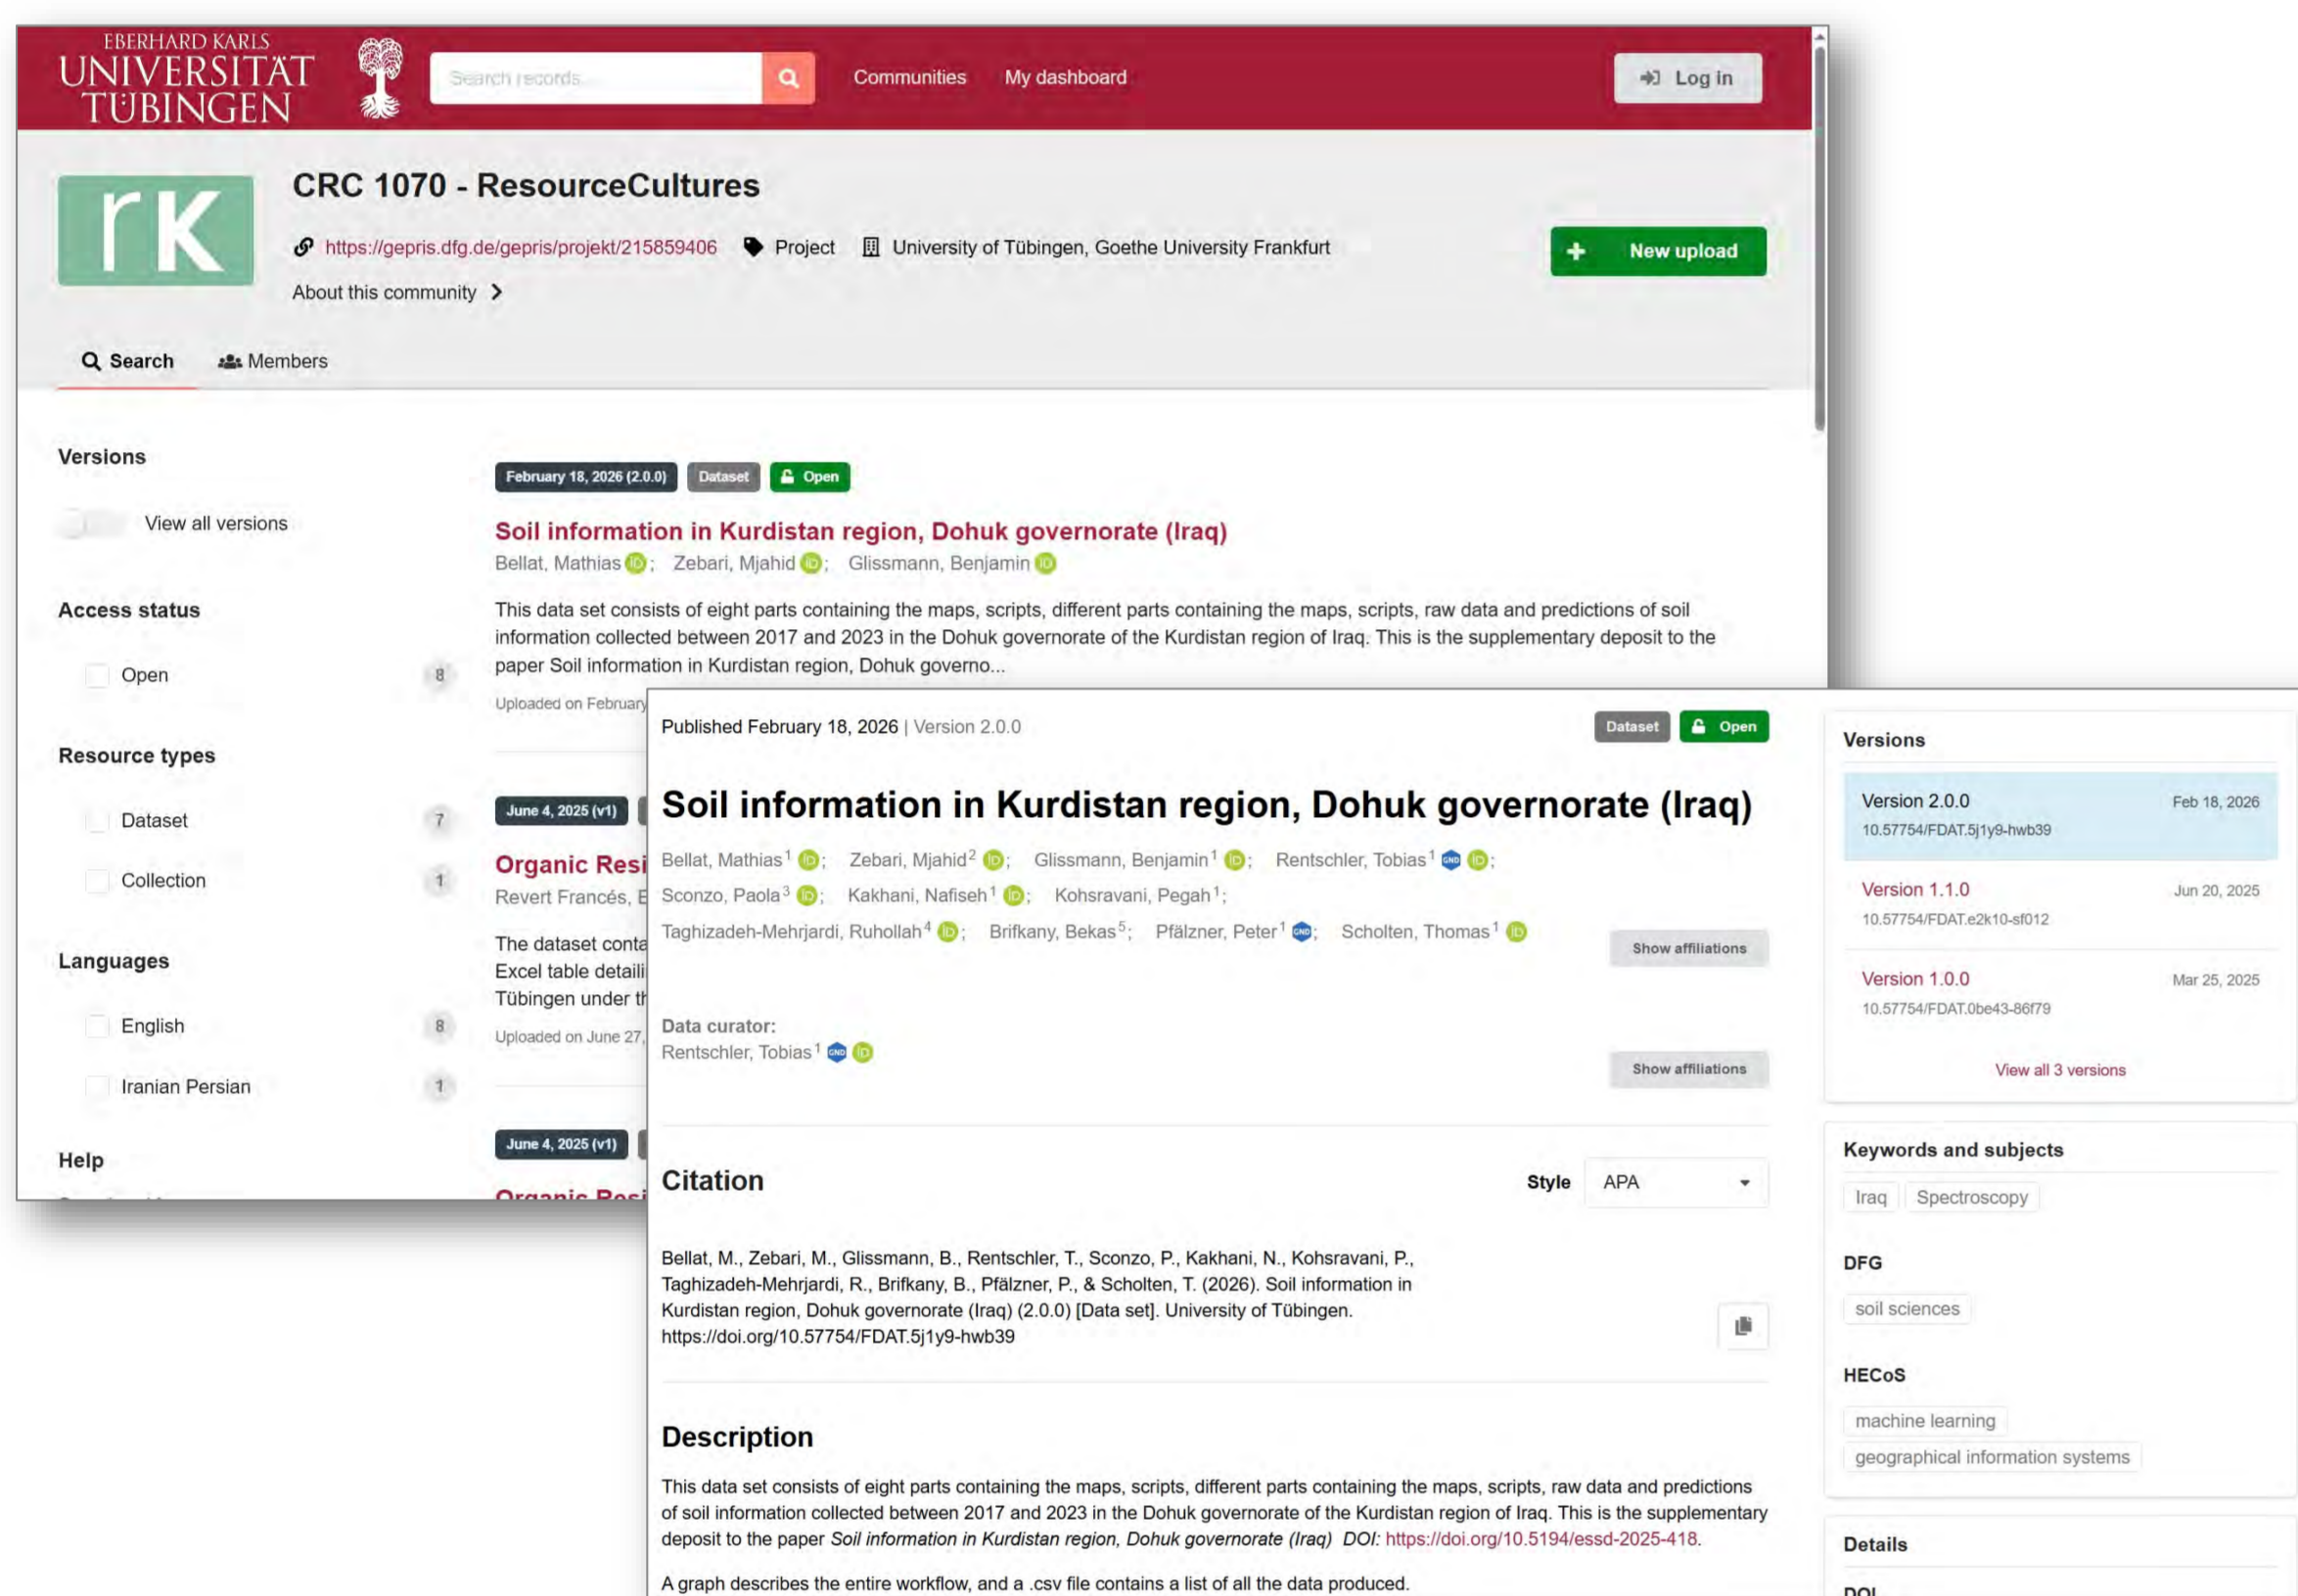 EBERHARD KARLS
UNIVERSITÄT
TÜBINGEN
Search records...
Communities
My dashboard
Log in
rK
CRC 1070 - ResourceCultures
https://gepris.dfg.de/gepris/projekt/215859406 Project University of Tübingen, Goethe University Frankfurt
New upload
About this community
Search Members
Versions
View all versions
Access status
Open 8
Resource types
Dataset 7
Collection 1
Languages
English 8
Iranian Persian 1
Help
February 18, 2026 (2.0.0) Dataset Open
Soil information in Kurdistan region, Dohuk governorate (Iraq)
Bellat, Mathias iD; Zebari, Mjahid iD; Glissmann, Benjamin iD
This data set consists of eight parts containing the maps, scripts, different parts containing the maps, scripts, raw data and predictions of soil
information collected between 2017 and 2023 in the Dohuk governorate of the Kurdistan region of Iraq. This is the supplementary deposit to the
paper Soil information in Kurdistan region, Dohuk governo...
Uploaded on February
June 4, 2025 (v1)
Organic Resi
Revert Francés, E
The dataset conta
Excel table detaili
Tübingen under th
Uploaded on June 27,
June 4, 2025 (v1)
Organic Resi
Published February 18, 2026 | Version 2.0.0
Dataset Open
Soil information in Kurdistan region, Dohuk governorate (Iraq)
Bellat, Mathias¹ iD; Zebari, Mjahid² iD; Glissmann, Benjamin¹ iD; Rentschler, Tobias¹ GND iD;
Sconzo, Paola³ iD; Kakhani, Nafiseh¹ iD; Kohsravani, Pegah¹;
Taghizadeh-Mehrjardi, Ruhollah⁴ iD; Brifkany, Bekas⁵; Pfälzner, Peter¹ GND; Scholten, Thomas¹ iD
Show affiliations
Data curator:
Rentschler, Tobias¹ GND iD
Show affiliations
Citation
Style APA
Bellat, M., Zebari, M., Glissmann, B., Rentschler, T., Sconzo, P., Kakhani, N., Kohsravani, P.,
Taghizadeh-Mehrjardi, R., Brifkany, B., Pfälzner, P., & Scholten, T. (2026). Soil information in
Kurdistan region, Dohuk governorate (Iraq) (2.0.0) [Data set]. University of Tübingen.
https://doi.org/10.57754/FDAT.5j1y9-hwb39
Description
This data set consists of eight parts containing the maps, scripts, different parts containing the maps, scripts, raw data and predictions
of soil information collected between 2017 and 2023 in the Dohuk governorate of the Kurdistan region of Iraq. This is the supplementary
deposit to the paper Soil information in Kurdistan region, Dohuk governorate (Iraq) DOI: https://doi.org/10.5194/essd-2025-418.
A graph describes the entire workflow, and a .csv file contains a list of all the data produced.
Versions
Version 2.0.0 Feb 18, 2026
10.57754/FDAT.5j1y9-hwb39
Version 1.1.0 Jun 20, 2025
10.57754/FDAT.e2k10-sf012
Version 1.0.0 Mar 25, 2025
10.57754/FDAT.0be43-86f79
View all 3 versions
Keywords and subjects
Iraq Spectroscopy
DFG
soil sciences
HECoS
machine learning
geographical information systems
Details
DOI